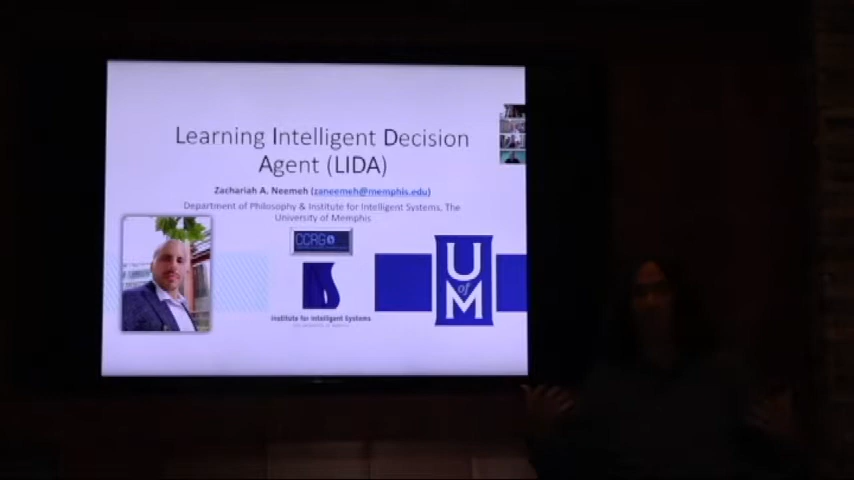 Learning Intelligent Decision
Agent (LIDA)
Zachariah A. Neemeh (zaneemeh@memphis.edu)
Department of Philosophy & Institute for Intelligent Systems, The
University of Memphis
CCRG
U
of
M
Institute for Intelligent Systems